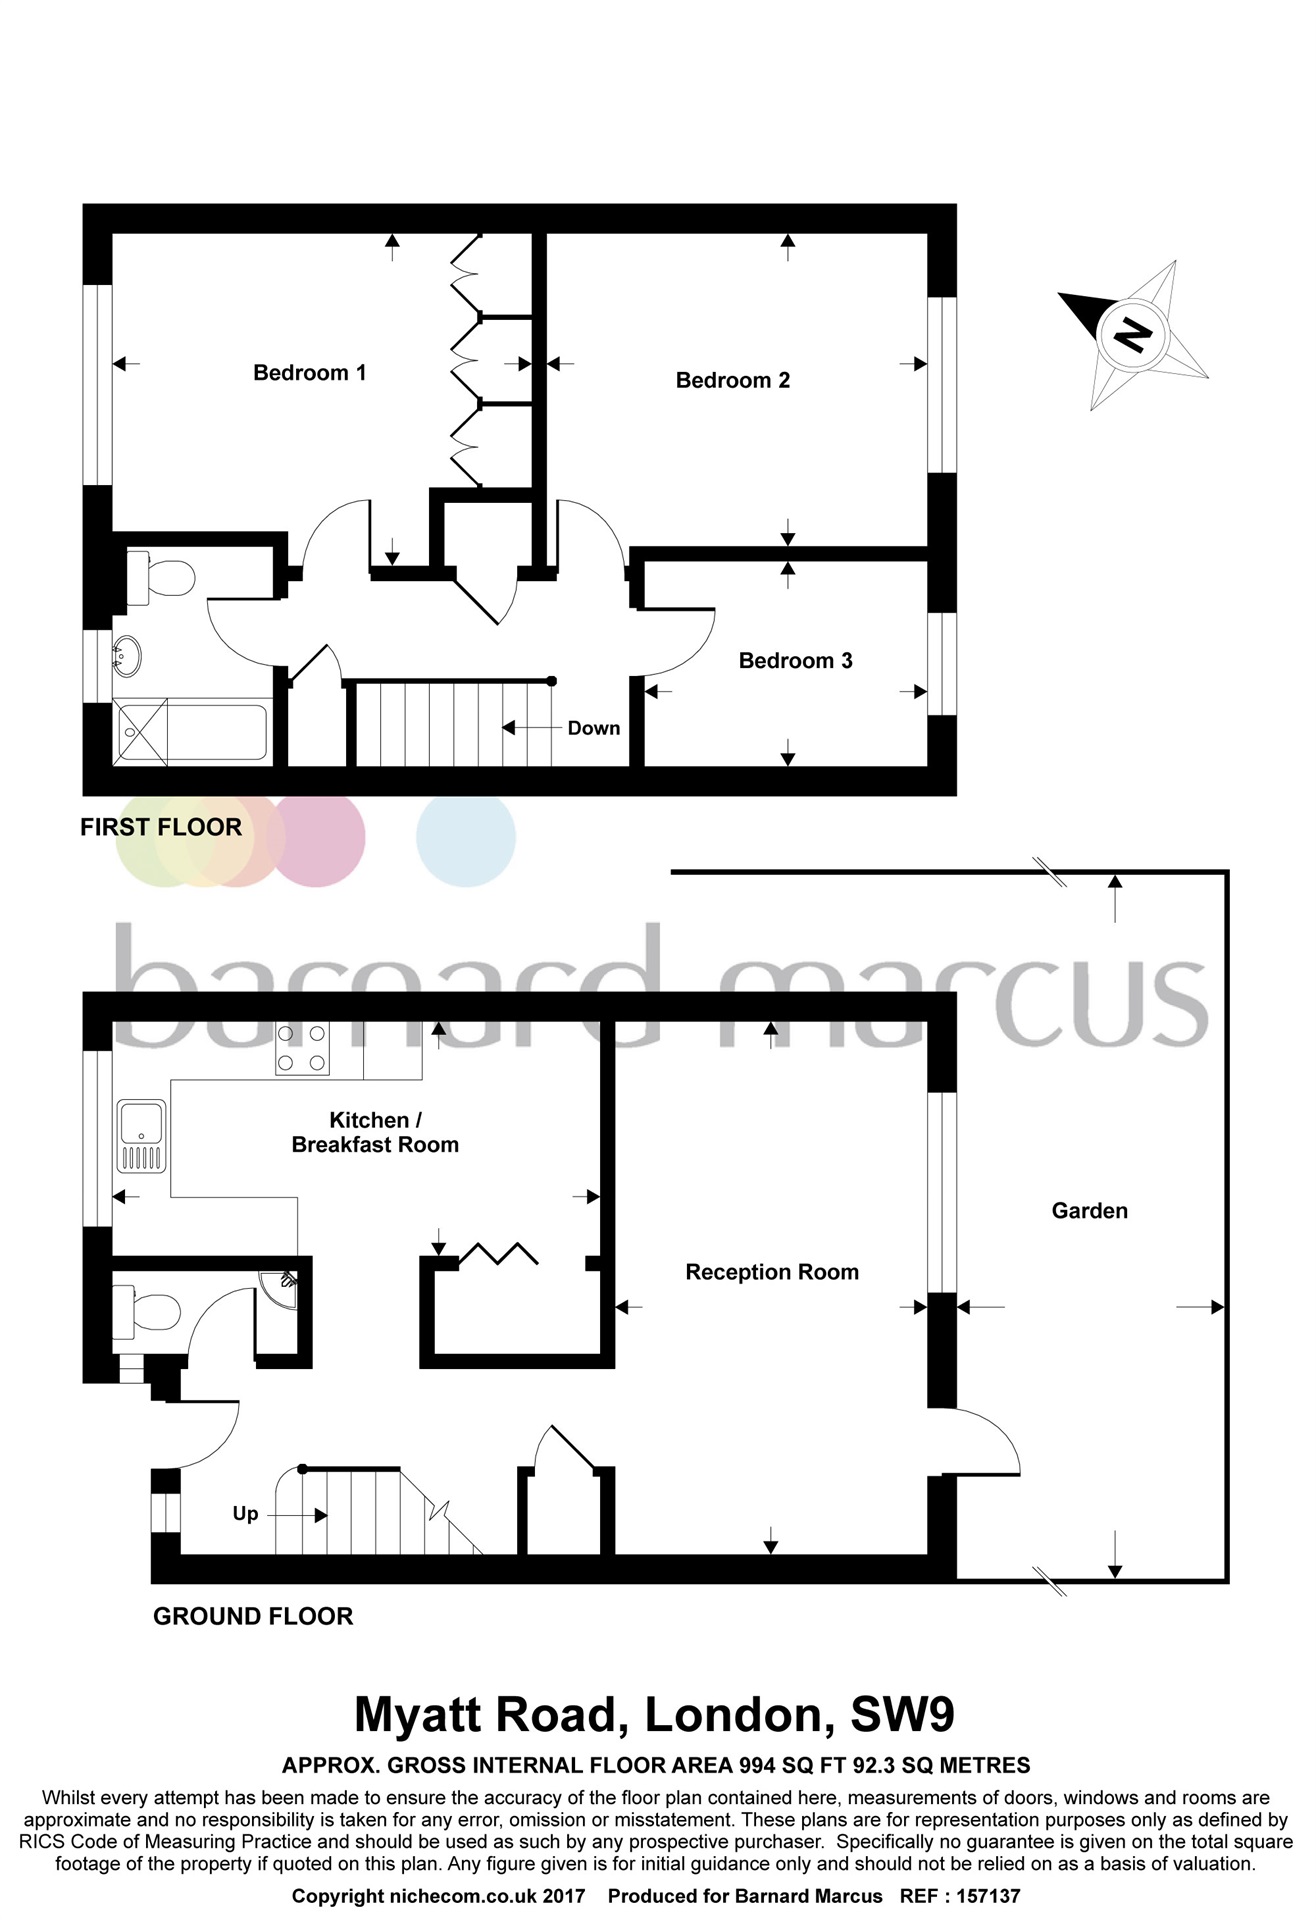 Bedroom 1
Bedroom 2
N
Bedroom 3
Down
FIRST FLOOR
barnard marcus
Kitchen /
Breakfast Room
Garden
Reception Room
Up
GROUND FLOOR
Myatt Road, London, SW9
APPROX. GROSS INTERNAL FLOOR AREA 994 SQ FT 92.3 SQ METRES
Whilst every attempt has been made to ensure the accuracy of the floor plan contained here, measurements of doors, windows and rooms are
approximate and no responsibility is taken for any error, omission or misstatement. These plans are for representation purposes only as defined by
RICS Code of Measuring Practice and should be used as such by any prospective purchaser. Specifically no guarantee is given on the total square
footage of the property if quoted on this plan. Any figure given is for initial guidance only and should not be relied on as a basis of valuation.
Copyright nichecom.co.uk 2017 Produced for Barnard Marcus REF : 157137